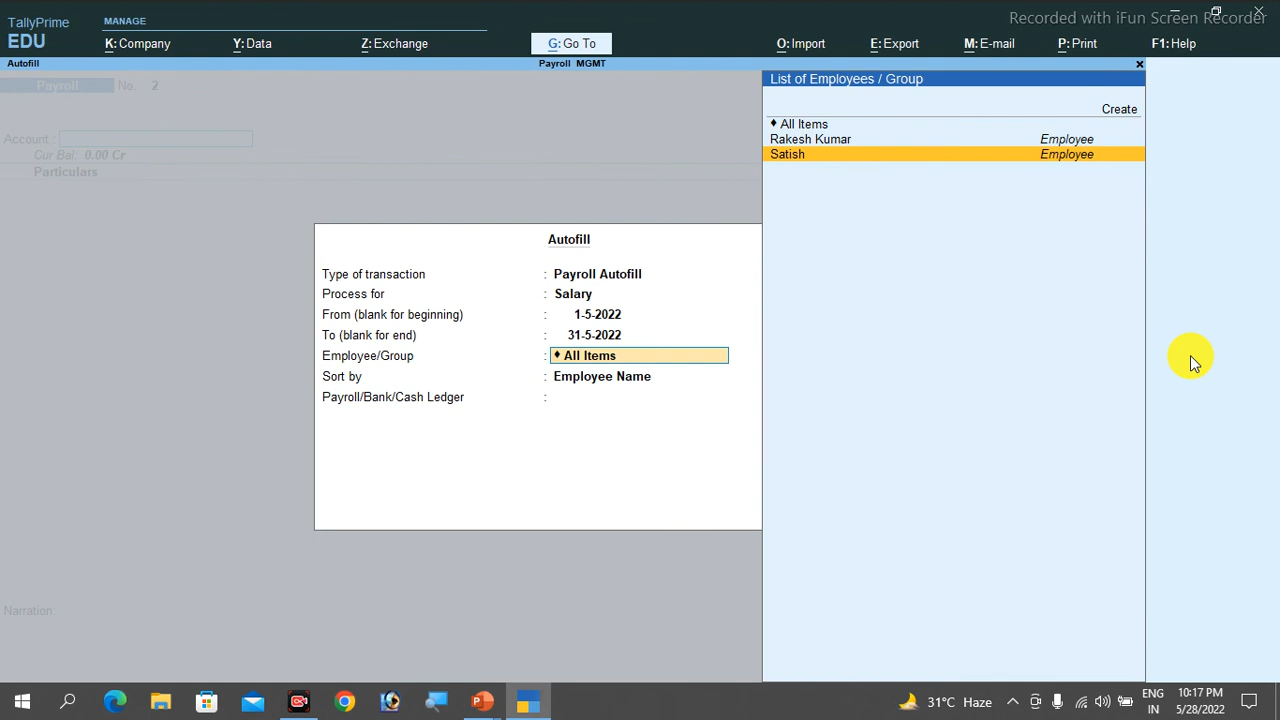 Recorded with iFun Screen Recorder
TallyPrime
EDU
MANAGE
K: Company
Y: Data
Z: Exchange
G: Go To
O: Import
E: Export
M: E-mail
P: Print
F1: Help
Autofill
Payroll MGMT
Payroll No. 2
Account :
Cur Bal: 0.00 Cr
Particulars
Autofill
Type of transaction : Payroll Autofill
Process for : Salary
From (blank for beginning) : 1-5-2022
To (blank for end) : 31-5-2022
Employee/Group : ♦ All Items
Sort by : Employee Name
Payroll/Bank/Cash Ledger :
Narration:
List of Employees / Group
Create
♦ All Items
Rakesh Kumar Employee
Satish Employee
31°C Haze
ENG
IN
10:17 PM
5/28/2022